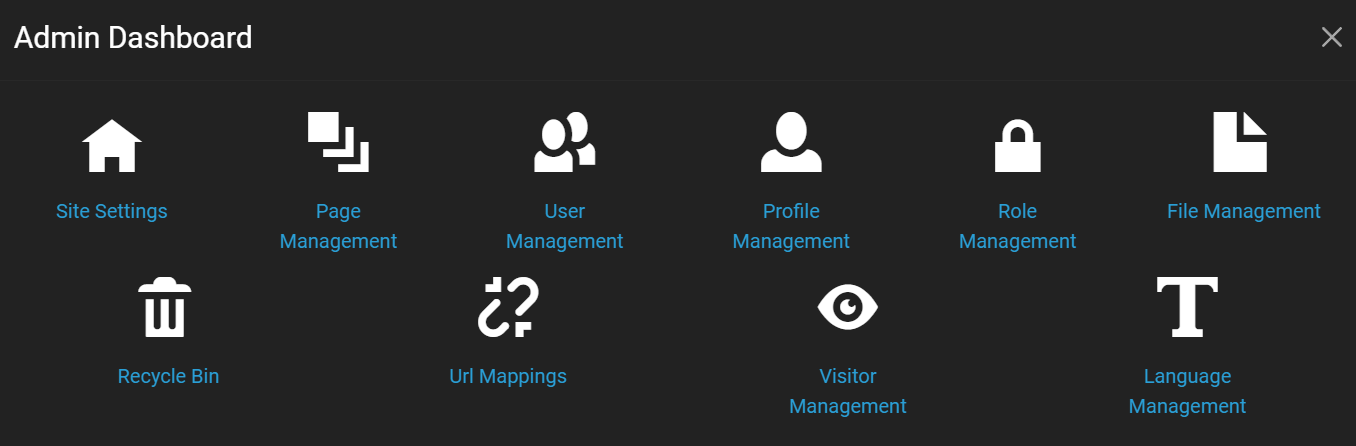 Admin Dashboard
Site Settings
Page
Management
User
Management
Profile
Management
Role
Management
File Management
Recycle Bin
Url Mappings
Visitor
Management
Language
Management